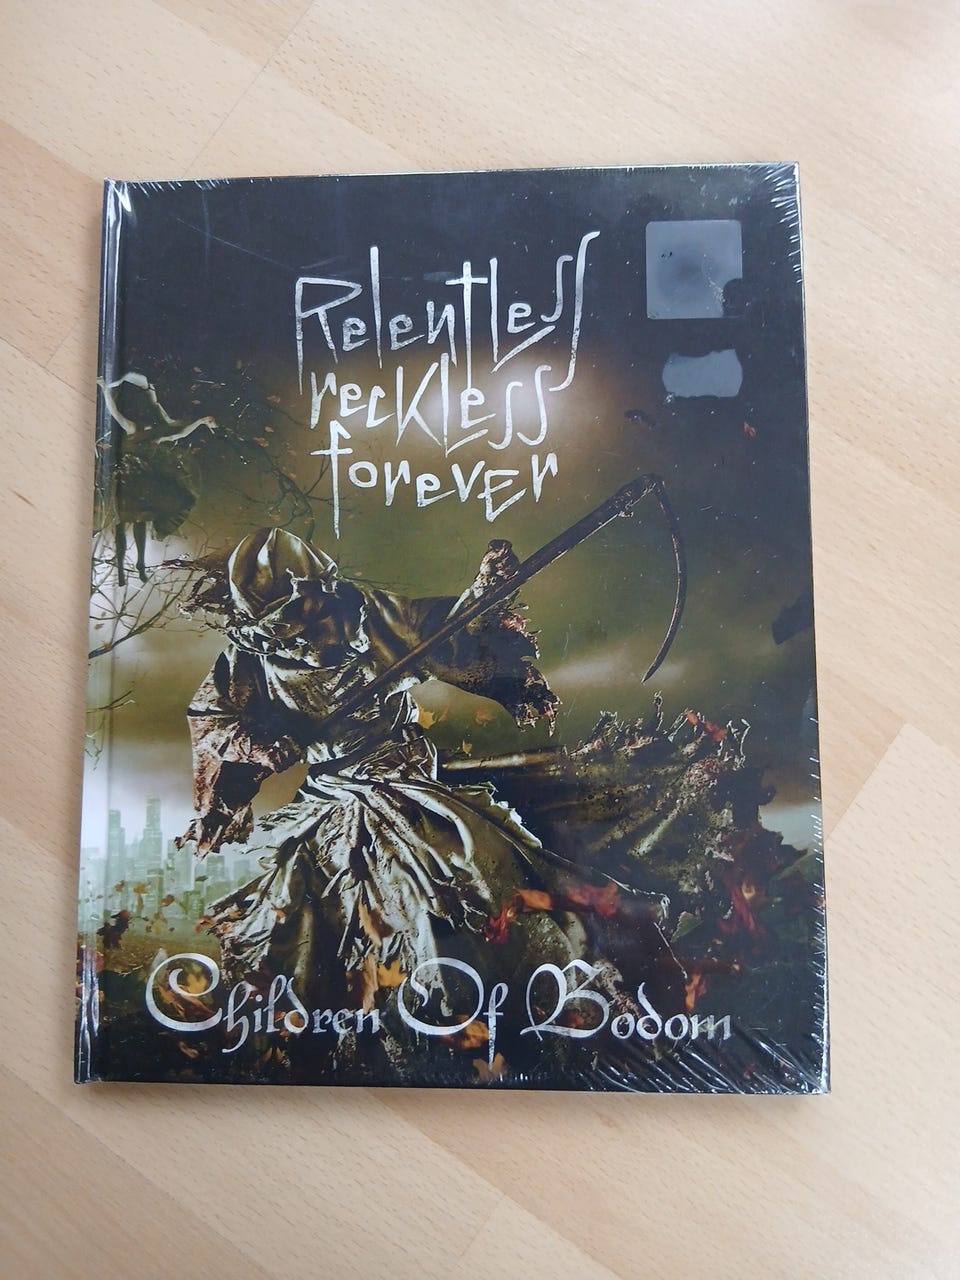 Relentless
reckless
forever
Children Of Bodom